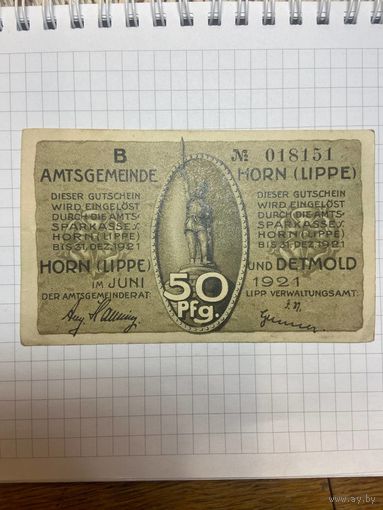 B № 018151
AMTSGEMEINDE HORN (LIPPE)
DIESER GUTSCHEIN
WIRD EINGELÖST
DURCH DIE AMTS-
SPARKASSE
HORN (LIPPE)
BIS 31. DEZ. 1921
DIESER GUTSCHEIN
WIRD EINGELÖST
DURCH DIE AMTS-
SPARKASSE
HORN (LIPPE)
BIS 31. DEZ. 1921
HORN (LIPPE) UND DETMOLD
IM JUNI 1921
DER AMTSGEMEINDERAT: LIPP. VERWALTUNGSAMT:
50
Pfg.
ay.by